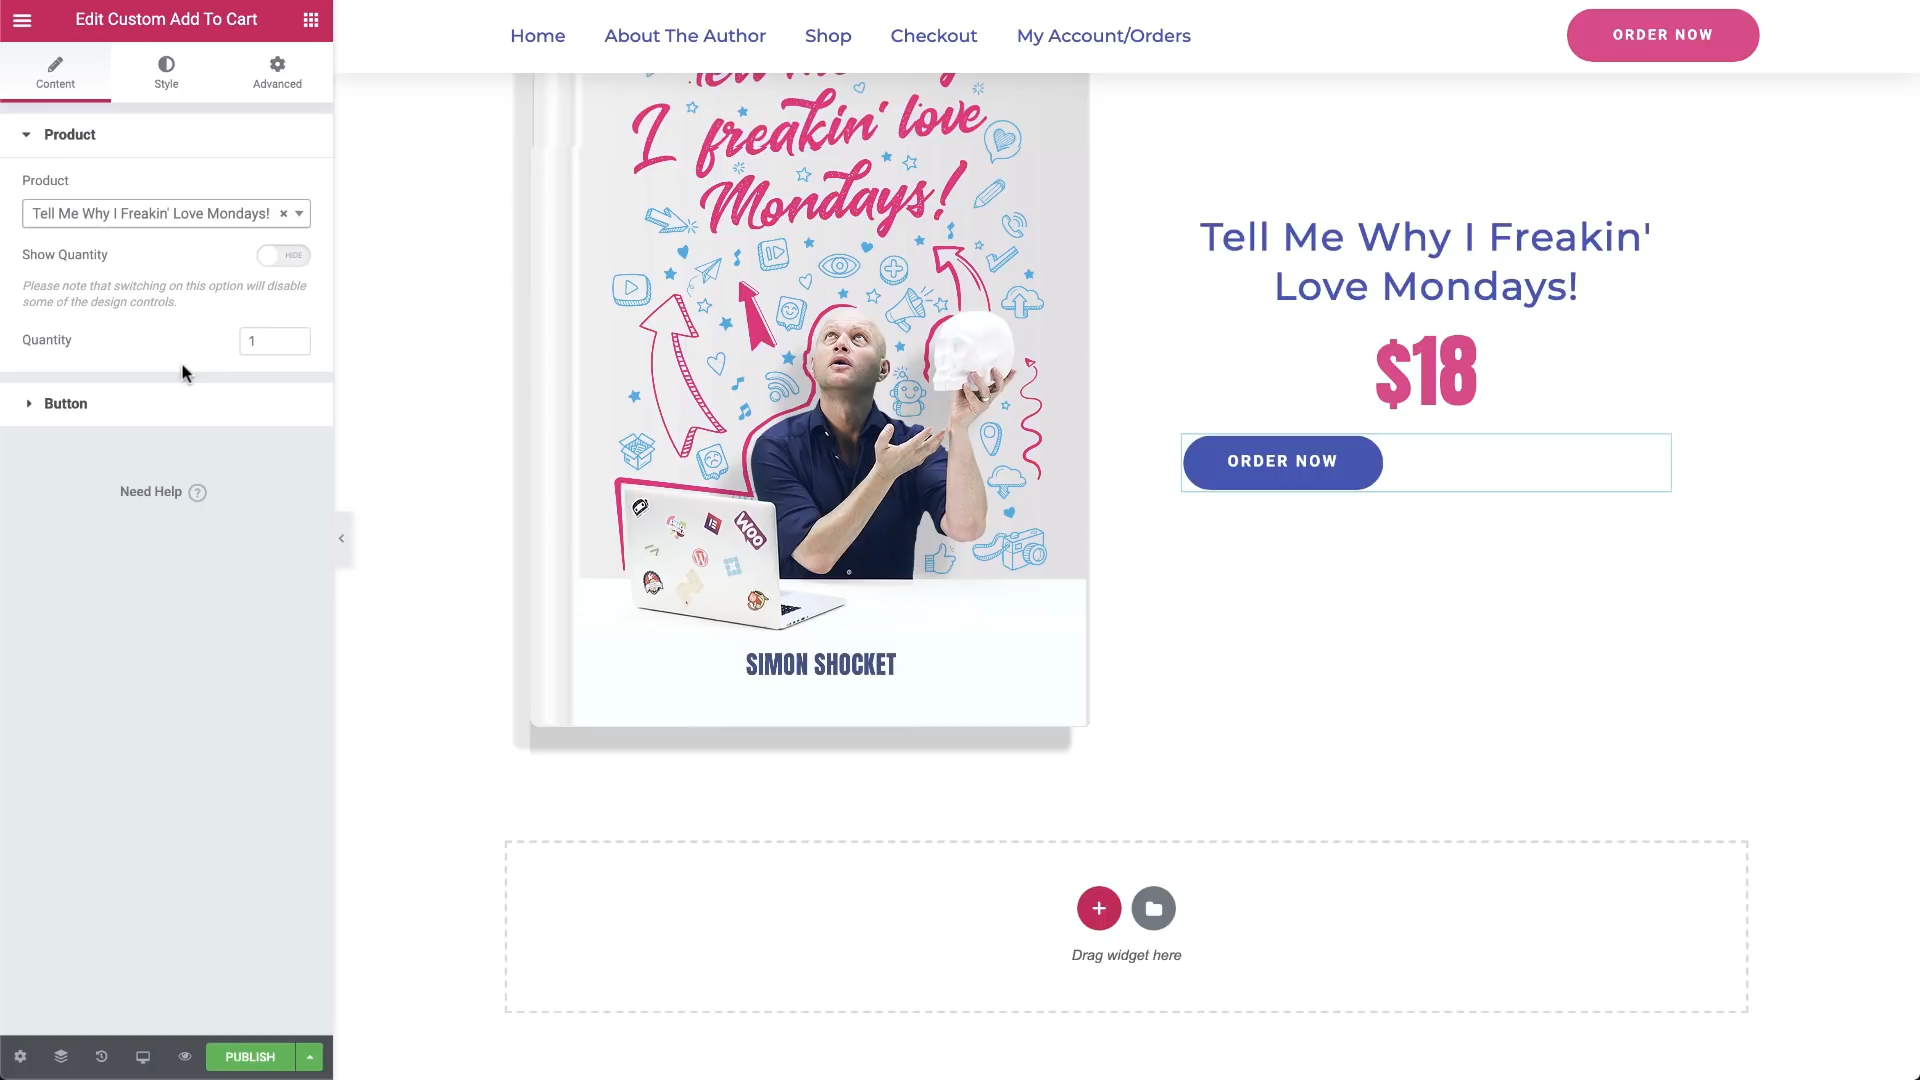 Edit Custom Add To Cart
Home
About The Author
Shop
Checkout
My Account/Orders
ORDER NOW
Content
Style
Advanced
Product
Product
Tell Me Why I Freakin' Love Mondays!
Show Quantity
HIDE
Please note that switching on this option will disable
some of the design controls.
Quantity
1
Button
Need Help
?
PUBLISH
I freakin' love
Mondays!
WOO
SIMON SHOCKET
Tell Me Why I Freakin'
Love Mondays!
$18
ORDER NOW
Drag widget here